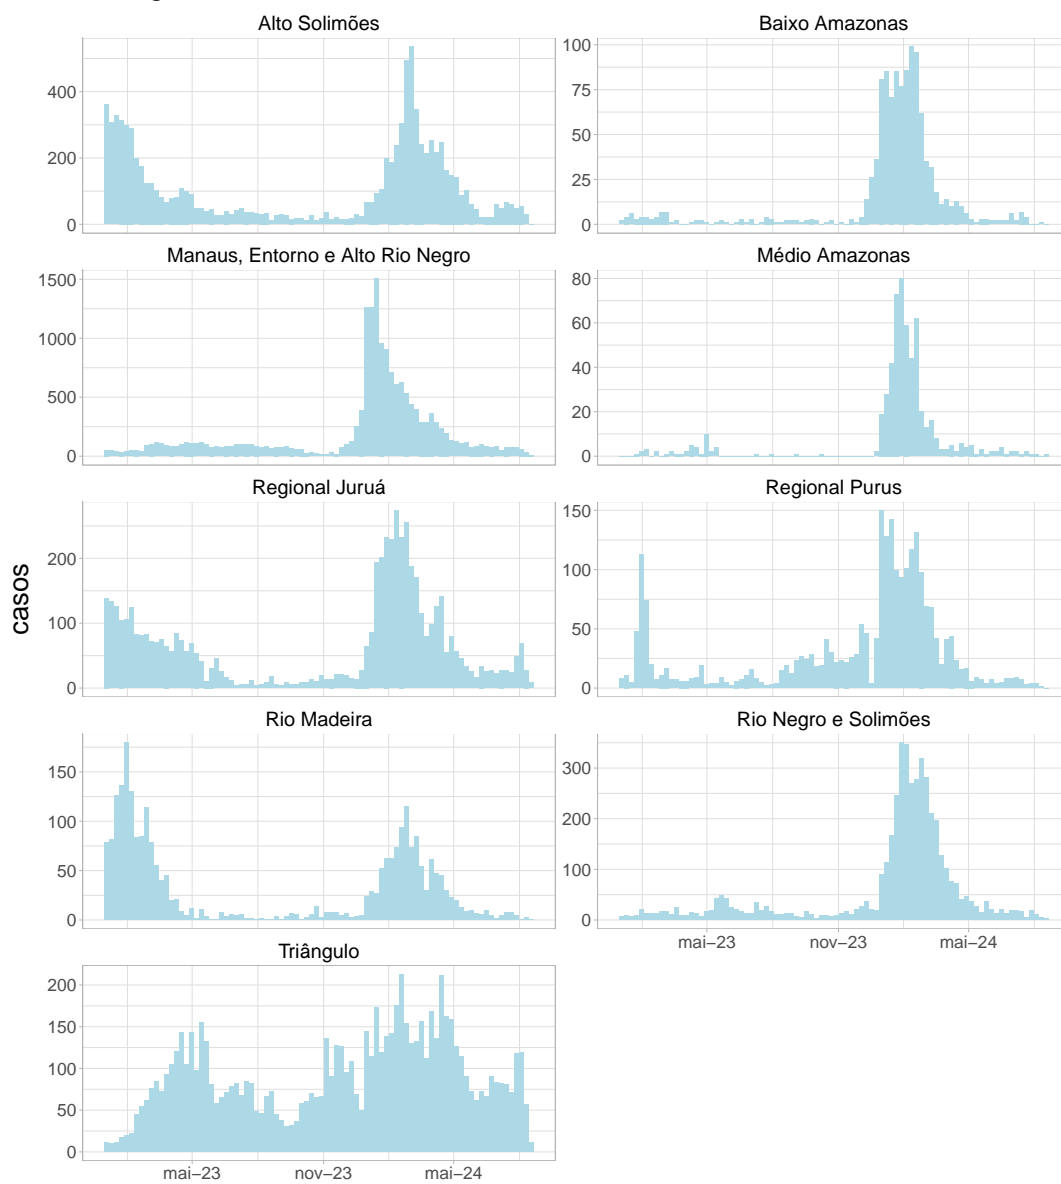 Alto Solimões
Baixo Amazonas
400
200
0
100
75
50
25
0
Manaus, Entorno e Alto Rio Negro
Médio Amazonas
1500
1000
500
0
80
60
40
20
0
Regional Juruá
Regional Purus
200
100
0
150
100
50
0
casos
Rio Madeira
Rio Negro e Solimões
150
100
50
0
300
200
100
0
mai–23
nov–23
mai–24
Triângulo
200
150
100
50
0
mai–23
nov–23
mai–24